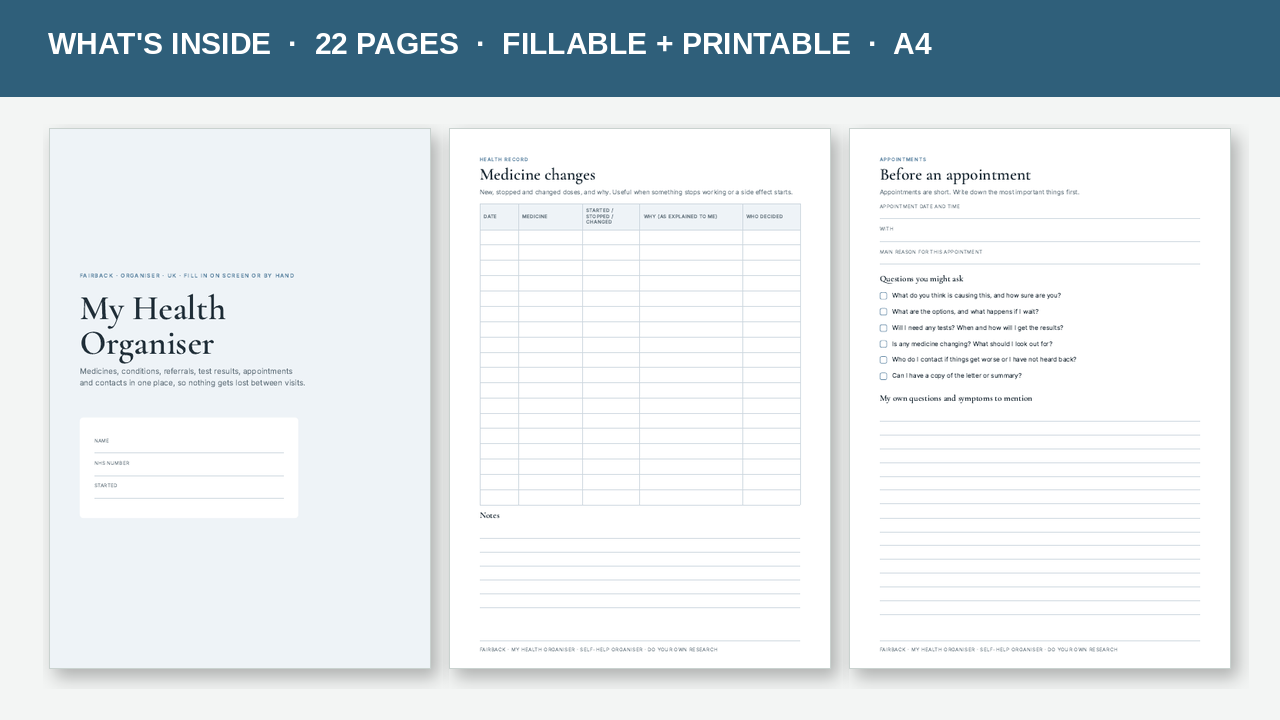 WHAT'S INSIDE · 22 PAGES · FILLABLE + PRINTABLE · A4
FAIRBACK · ORGANISER · UK · FILL IN ON SCREEN OR BY HAND
My Health
Organiser
Medicines, conditions, referrals, test results, appointments
and contacts in one place, so nothing gets lost between visits.
NAME
NHS NUMBER
STARTED
HEALTH RECORD
Medicine changes
New, stopped and changed doses, and why. Useful when something stops working or a side effect starts.
DATE
MEDICINE
STARTED /
STOPPED /
CHANGED
WHY (AS EXPLAINED TO ME)
WHO DECIDED
Notes
FAIRBACK · MY HEALTH ORGANISER · SELF-HELP ORGANISER · DO YOUR OWN RESEARCH
APPOINTMENTS
Before an appointment
Appointments are short. Write down the most important things first.
APPOINTMENT DATE AND TIME
WITH
MAIN REASON FOR THIS APPOINTMENT
Questions you might ask
What do you think is causing this, and how sure are you?
What are the options, and what happens if I wait?
Will I need any tests? When and how will I get the results?
Is any medicine changing? What should I look out for?
Who do I contact if things get worse or I have not heard back?
Can I have a copy of the letter or summary?
My own questions and symptoms to mention
FAIRBACK · MY HEALTH ORGANISER · SELF-HELP ORGANISER · DO YOUR OWN RESEARCH